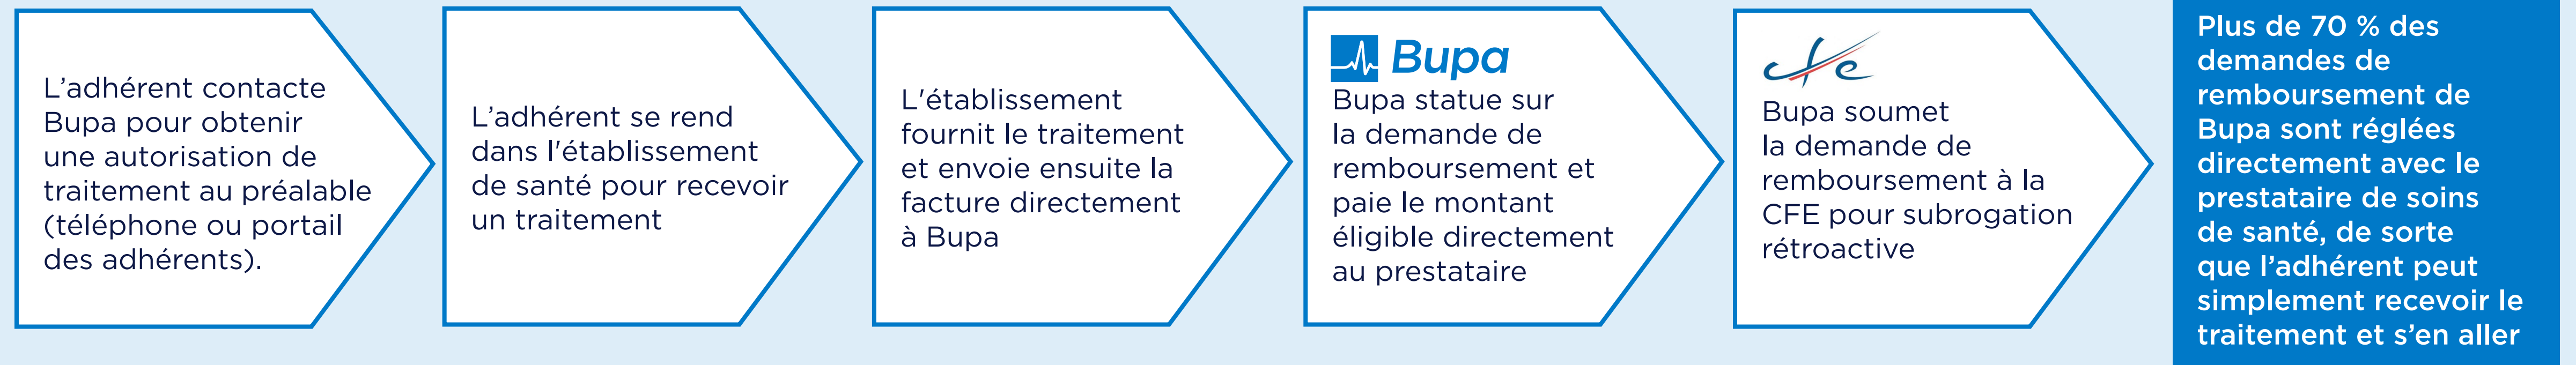 L’adhérent contacte
Bupa pour obtenir
une autorisation de
traitement au préalable
(téléphone ou portail
des adhérents).
L’adhérent se rend
dans l'établissement
de santé pour recevoir
un traitement
L'établissement
fournit le traitement
et envoie ensuite la
facture directement
à Bupa
Bupa
Bupa statue sur
la demande de
remboursement et
paie le montant
éligible directement
au prestataire
cfe
Bupa soumet
la demande de
remboursement à la
CFE pour subrogation
rétroactive
Plus de 70 % des
demandes de
remboursement de
Bupa sont réglées
directement avec le
prestataire de soins
de santé, de sorte
que l’adhérent peut
simplement recevoir le
traitement et s’en aller